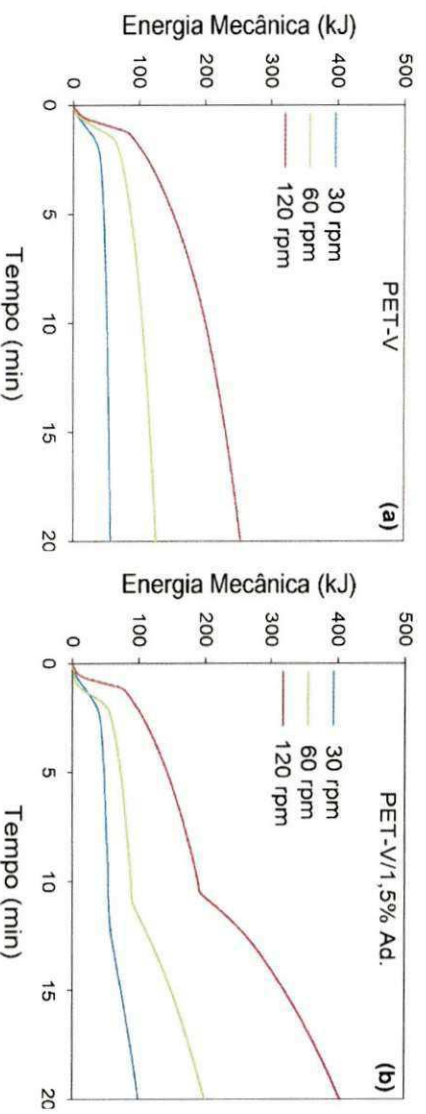 PET-V
(a)
30 rpm
60 rpm
120 rpm
Energia Mecânica (kJ)
500
400
300
200
100
0
0
5
10
15
20
Tempo (min)
PET-V/1,5% Ad.
(b)
30 rpm
60 rpm
120 rpm
Energia Mecânica (kJ)
500
400
300
200
100
0
0
5
10
15
20
Tempo (min)